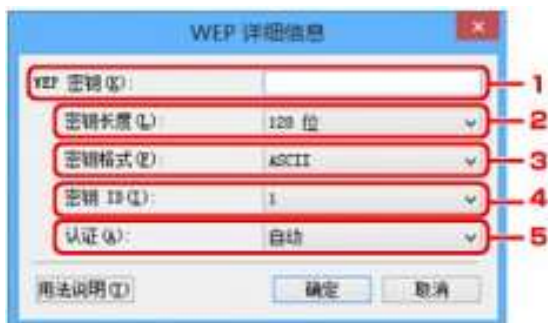 WEP 详细信息
WEP 密钥(K): 1
密钥长度(L): 128 位 2
密钥格式(F): ASCII 3
密钥 ID(I): 1 4
认证(A): 自动 5
用法说明(I) 确定 取消